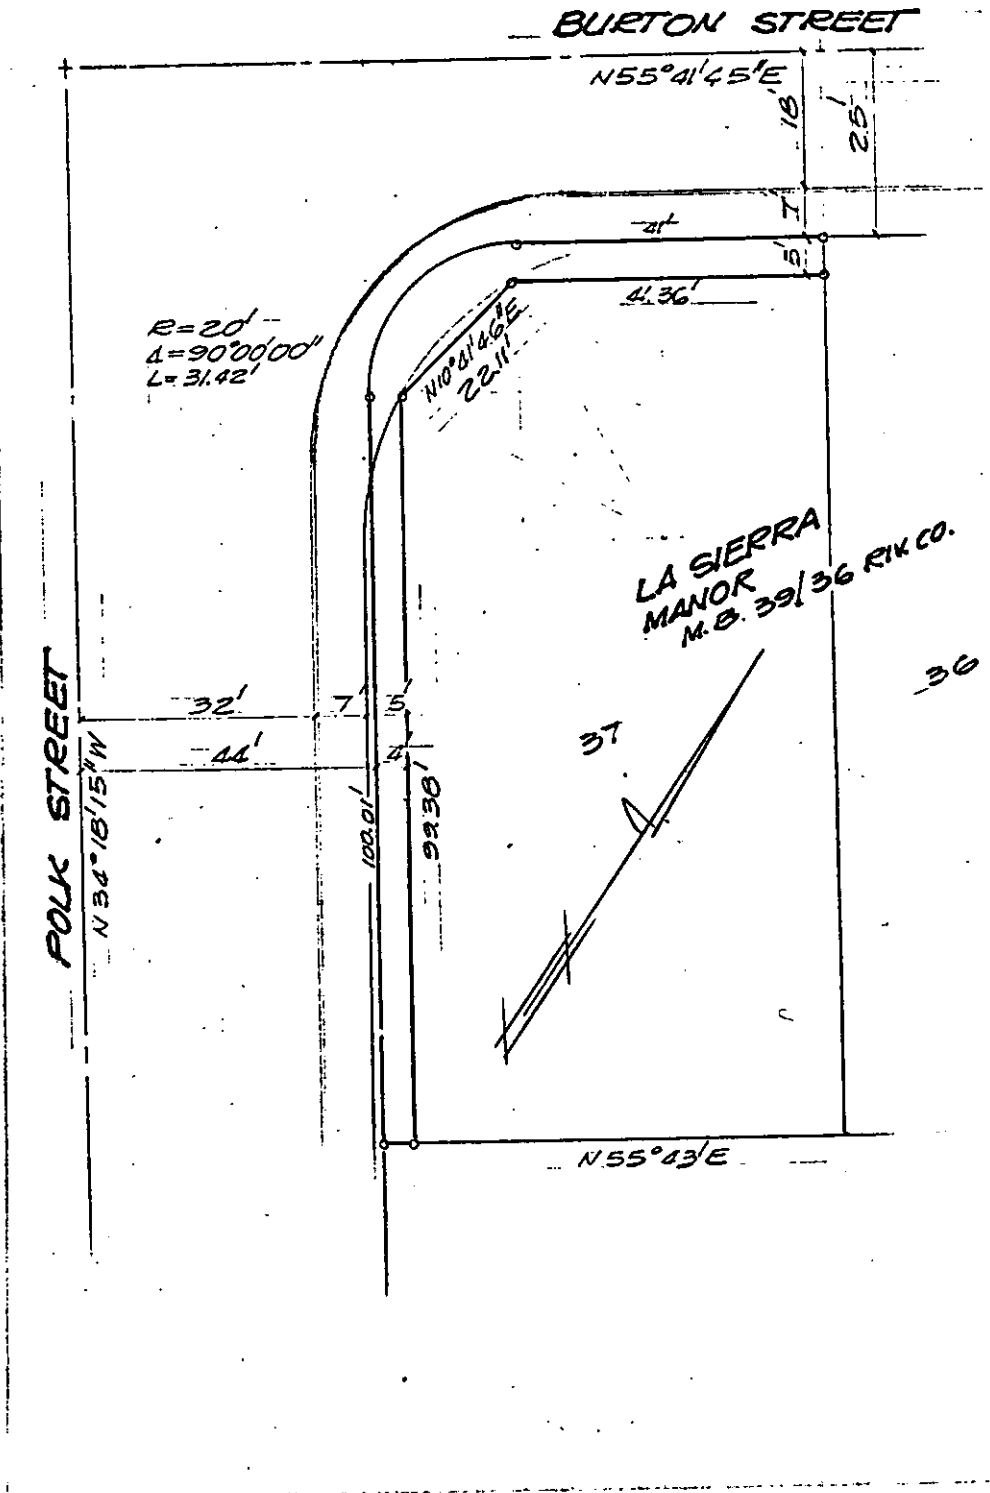 BURTON STREET
N55°41'45"E
18'
25'
7'
41'
5'
41.36'
R=20'
Δ=90°00'00"
L=31.42'
N10°41'46"E
22.11'
LA SIERRA
MANOR
M.B. 39/36 RIV. CO.
36
37
32'
7'
5'
44'
4'
POLK STREET
N34°18'15"W
100.01'
99.38'
N55°43'E